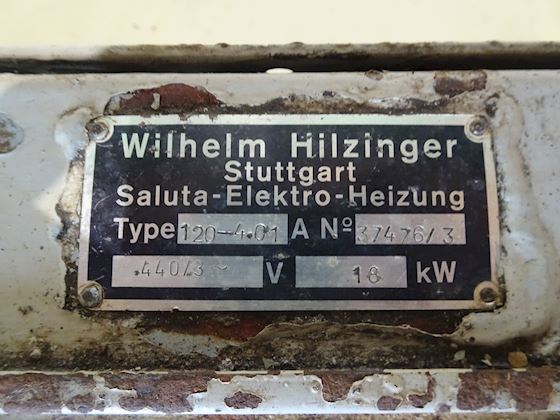 Wilhelm Hilzinger
Stuttgart
Saluta-Elektro-Heizung
Type 120-4.01 A Nº 37476/3
440/3~ V 18 kW